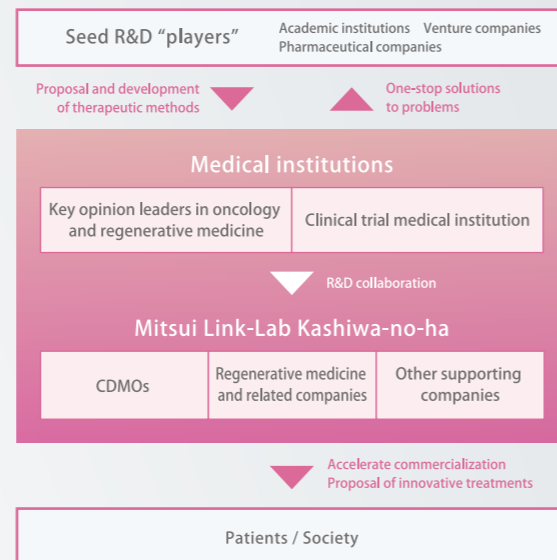 Seed R&D “players”
Academic institutions Venture companies
Pharmaceutical companies
Proposal and development
of therapeutic methods
One-stop solutions
to problems
Medical institutions
Key opinion leaders in oncology
and regenerative medicine
Clinical trial medical institution
R&D collaboration
Mitsui Link-Lab Kashiwa-no-ha
CDMOs
Regenerative medicine
and related companies
Other supporting
companies
Accelerate commercialization
Proposal of innovative treatments
Patients / Society